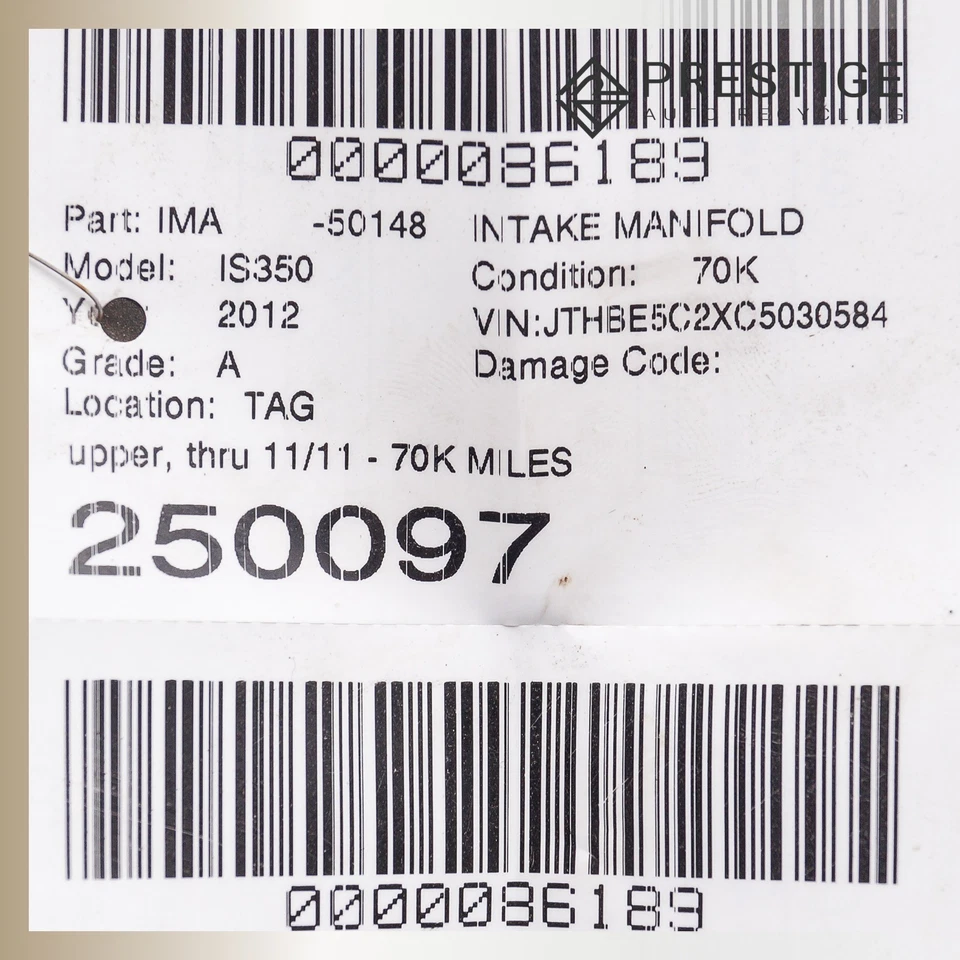 PRESTIGE
AUTO RECYCLING
0000086189
Part: IMA -50148 INTAKE MANIFOLD
Model: IS350 Condition: 70K
2012 VIN:JTHBE5C2XC5030584
Grade: A Damage Code:
Location: TAG
upper, thru 11/11 - 70K MILES
250097
0000086189